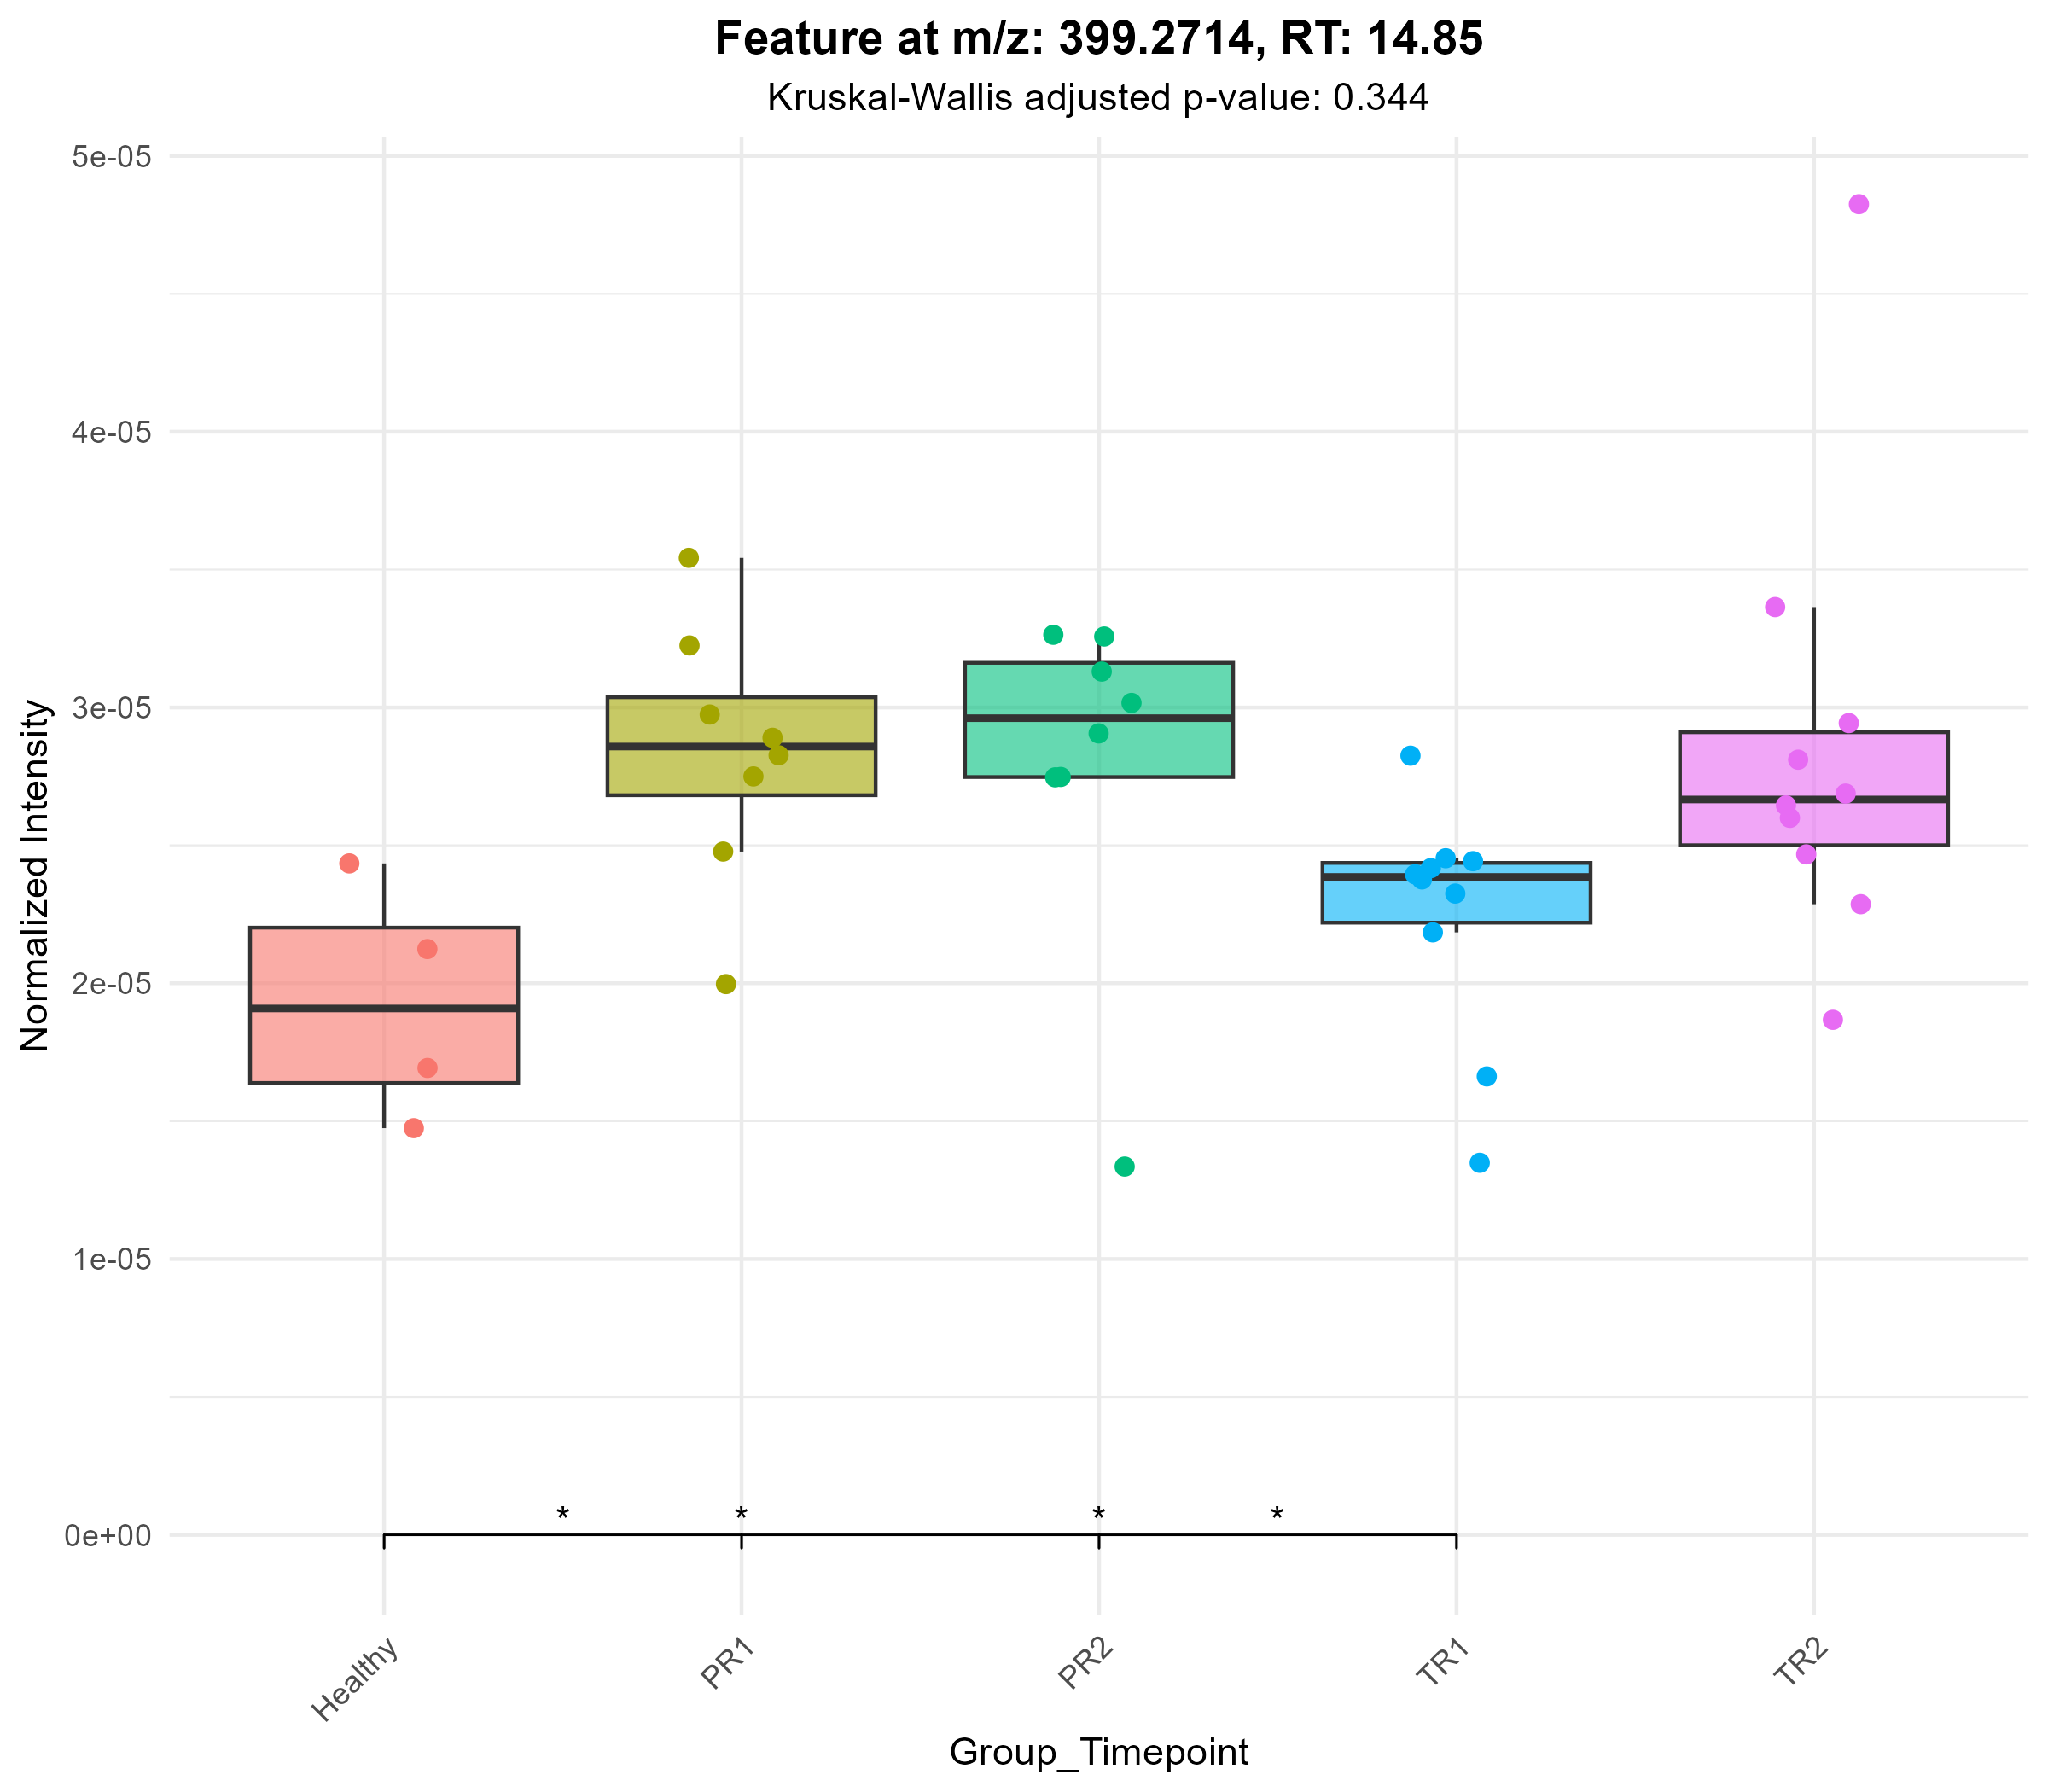 Feature at m/z: 399.2714, RT: 14.85
Kruskal-Wallis adjusted p-value: 0.344
5e-05
4e-05
3e-05
2e-05
1e-05
0e+00
Normalized Intensity
* * * *
Healthy PR1 PR2 TR1 TR2
Group_Timepoint